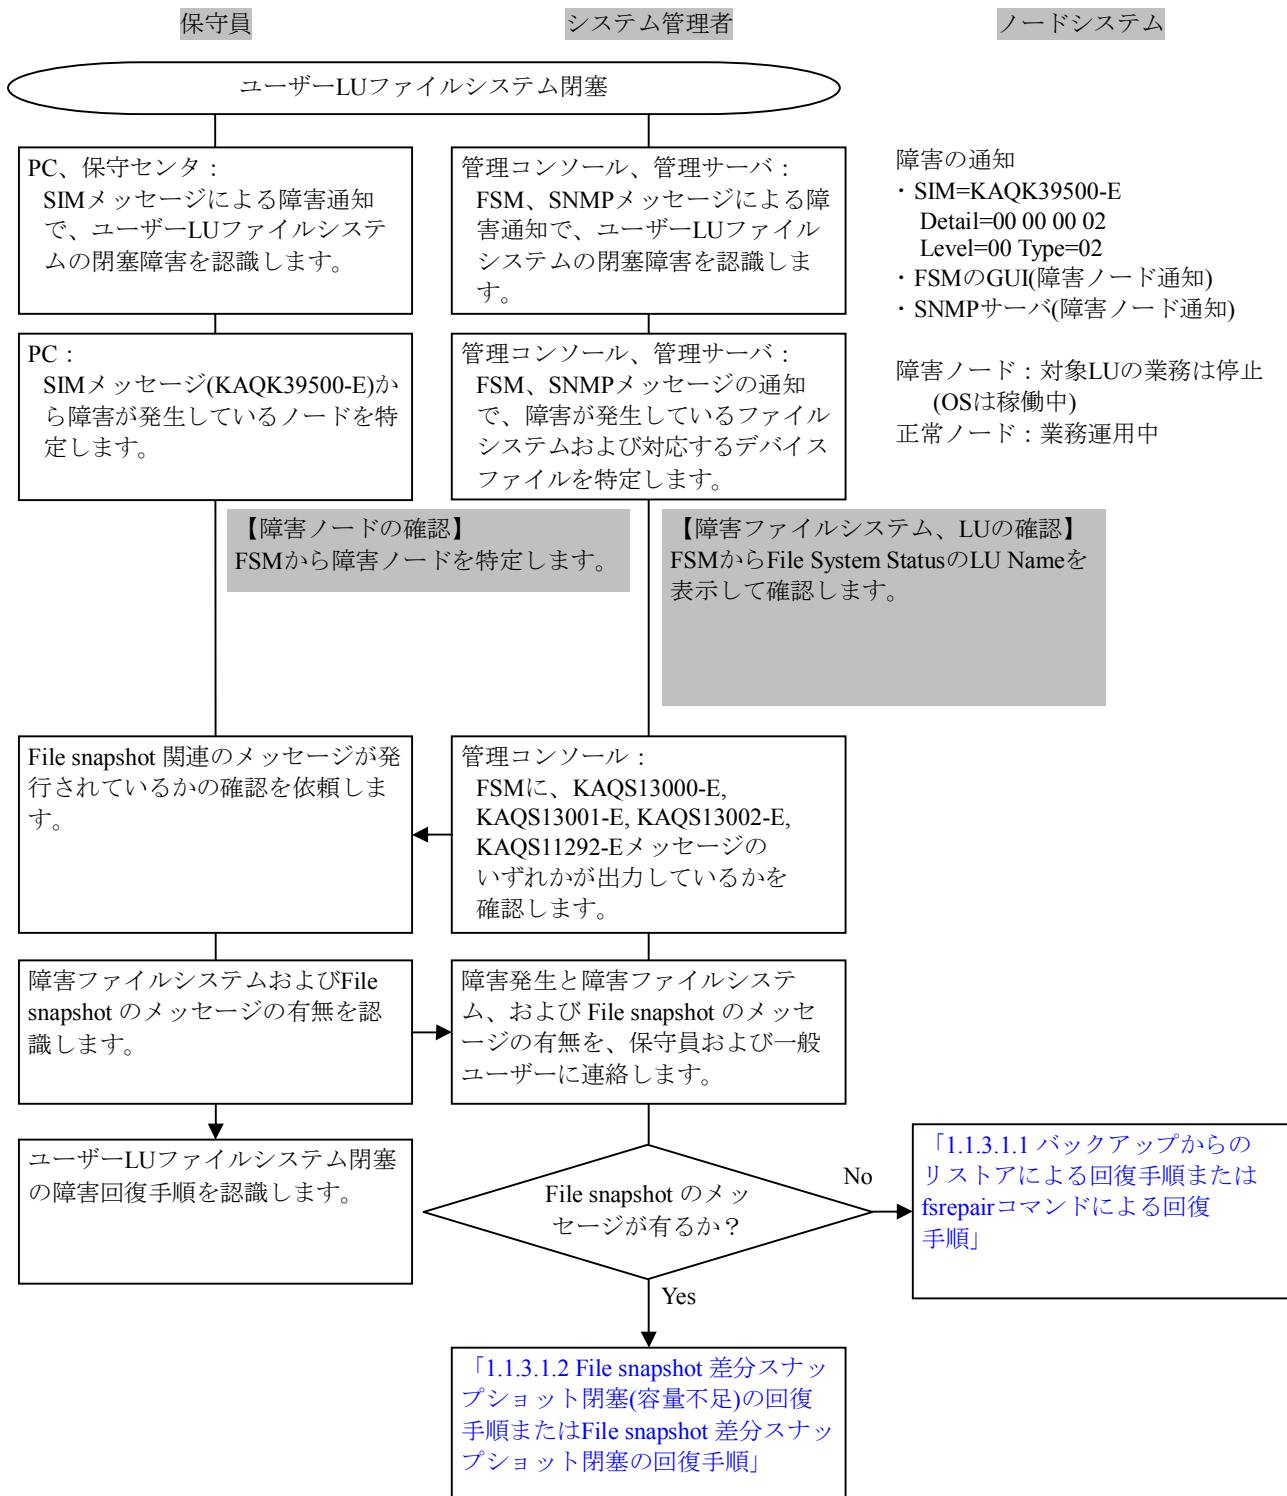 保守員
システム管理者
ノードシステム
ユーザーLUファイルシステム閉塞
PC、保守センタ：
SIMメッセージによる障害通知
で、ユーザーLUファイルシステ
ムの閉塞障害を認識します。
管理コンソール、管理サーバ：
FSM、SNMPメッセージによる障
害通知で、ユーザーLUファイル
システムの閉塞障害を認識しま
す。
障害の通知
・SIM=KAQK39500-E
Detail=00 00 00 02
Level=00 Type=02
・FSMのGUI(障害ノード通知)
・SNMPサーバ(障害ノード通知)
障害ノード：対象LUの業務は停止
(OSは稼働中)
正常ノード：業務運用中
PC：
SIMメッセージ(KAQK39500-E)か
ら障害が発生しているノードを特
定します。
管理コンソール、管理サーバ：
FSM、SNMPメッセージの通知
で、障害が発生しているファイル
システムおよび対応するデバイス
ファイルを特定します。
【障害ノードの確認】
FSMから障害ノードを特定します。
【障害ファイルシステム、LUの確認】
FSMからFile System StatusのLU Nameを
表示して確認します。
File snapshot 関連のメッセージが発
行されているかの確認を依頼しま
す。
管理コンソール：
FSMに、KAQS13000-E,
KAQS13001-E, KAQS13002-E,
KAQS11292-Eメッセージの
いずれかが出力しているかを
確認します。
障害ファイルシステムおよびFile
snapshot のメッセージの有無を認
識します。
障害発生と障害ファイルシステ
ム、および File snapshot のメッセ
ージの有無を、保守員および一般
ユーザーに連絡します。
ユーザーLUファイルシステム閉塞
の障害回復手順を認識します。
File snapshot のメッ
セージが有るか？
No
「1.1.3.1.1 バックアップからの
リストアによる回復手順または
fsrepairコマンドによる回復
手順」
Yes
「1.1.3.1.2 File snapshot 差分スナッ
プショット閉塞(容量不足)の回復
手順またはFile snapshot 差分スナッ
プショット閉塞の回復手順」